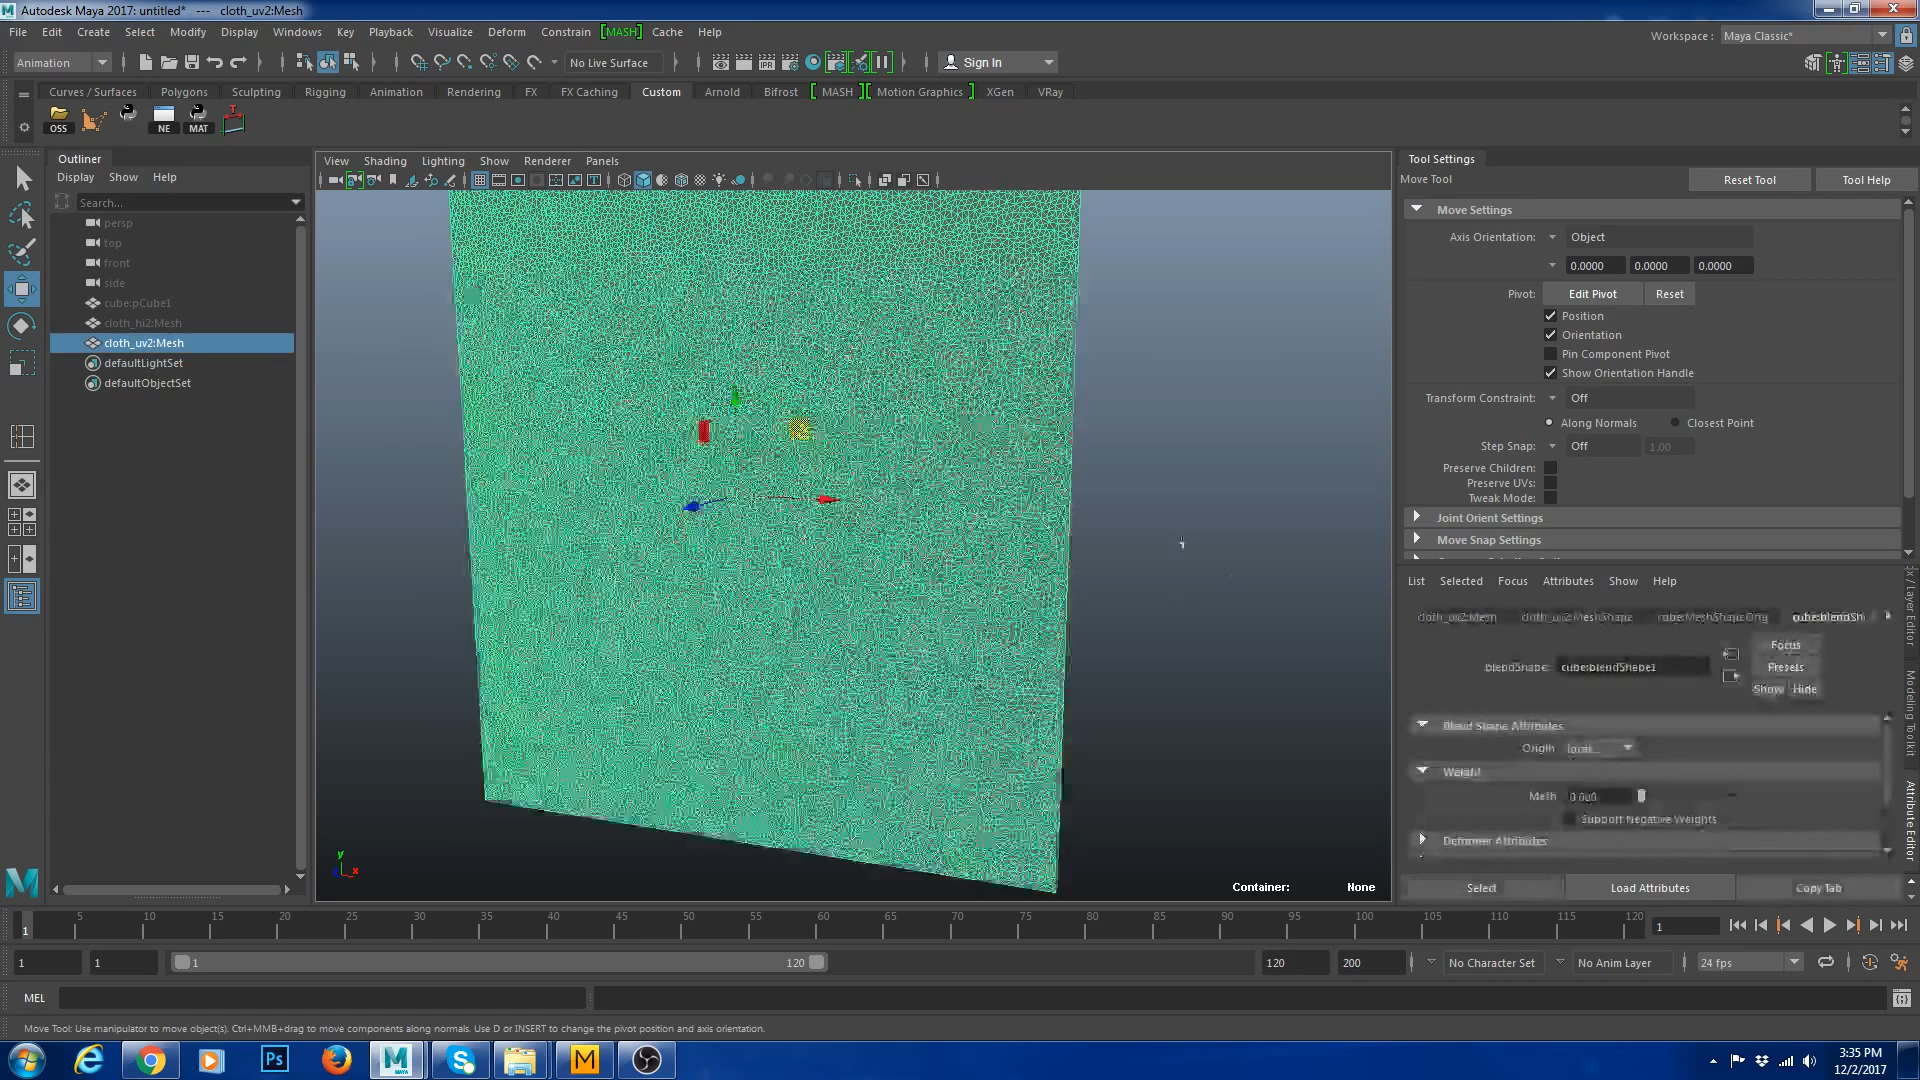 Autodesk Maya 2017: untitled* --- cloth_uv2:Mesh
File Edit Create Select Modify Display Windows Key Playback Visualize Deform Constrain [MASH] Cache Help
Workspace : Maya Classic*
Animation
No Live Surface
IPR
Sign In
Curves / Surfaces Polygons Sculpting Rigging Animation Rendering FX FX Caching Custom Arnold Bifrost [ MASH ][ Motion Graphics ] XGen VRay
OSS NE MAT
Outliner
Display Show Help
Search...
persp
top
front
side
cube:pCube1
cloth_hi2:Mesh
cloth_uv2:Mesh
defaultLightSet
defaultObjectSet
View Shading Lighting Show Renderer Panels
y
x
Container: None
Tool Settings
Move Tool Reset Tool Tool Help
Move Settings
Axis Orientation: Object
0.0000 0.0000 0.0000
Pivot: Edit Pivot Reset
Position
Orientation
Pin Component Pivot
Show Orientation Handle
Transform Constraint: Off
Along Normals Closest Point
Step Snap: Off 1.00
Preserve Children:
Preserve UVs:
Tweak Mode:
Joint Orient Settings
Move Snap Settings
List Selected Focus Attributes Show Help
cloth_uv2:Mesh cloth_uv2:MeshShape cube:MeshShapeOrig cube:blendSh
Focus
blendShape: cube:blendShape1
Presets
Show Hide
Blend Shape Attributes
Origin local
Weight
Mesh 0.000
Support Negative Weights
Deformer Attributes
Select Load Attributes Copy Tab
/ Layer Editor
Modeling Toolkit
Attribute Editor
1 5 10 15 20 25 30 35 40 45 50 55 60 65 70 75 80 85 90 95 100 105 110 115 120 1
1 1 1 120 120 200 No Character Set No Anim Layer 24 fps
MEL
Move Tool: Use manipulator to move object(s). Ctrl+MMB+drag to move components along normals. Use D or INSERT to change the pivot position and axis orientation.
Ps
MAYA
3:35 PM
12/2/2017